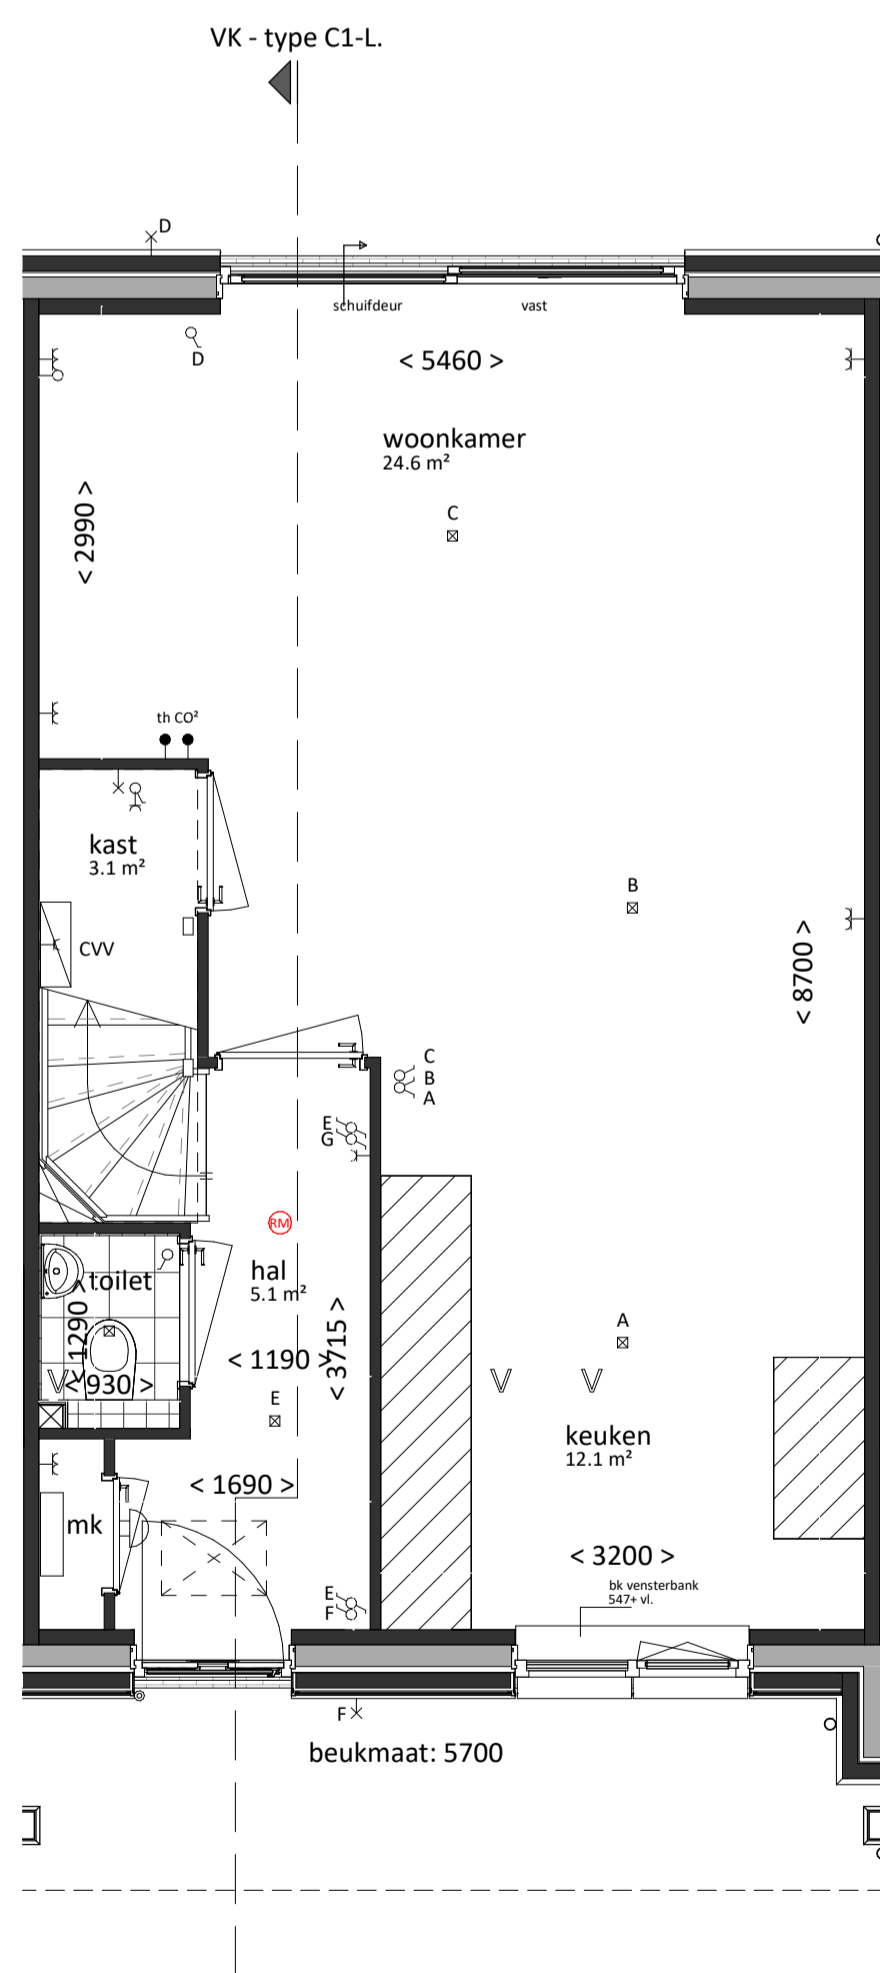 VK - type C1-L.
D
schuifdeur
vast
D
< 5460 >
woonkamer
24.6 m²
< 2990 >
C
th CO²
kast
3.1 m²
B
CVV
< 8700 >
C
B
A
E
G
RM
hal
5.1 m²
toilet
< 1290 >
< 3715 >
A
< 1190 >
< 930 >
V
V
V
E
keuken
12.1 m²
< 1690 >
mk
< 3200 >
bk vensterbank
547+ vl.
E
F
F
beukmaat: 5700